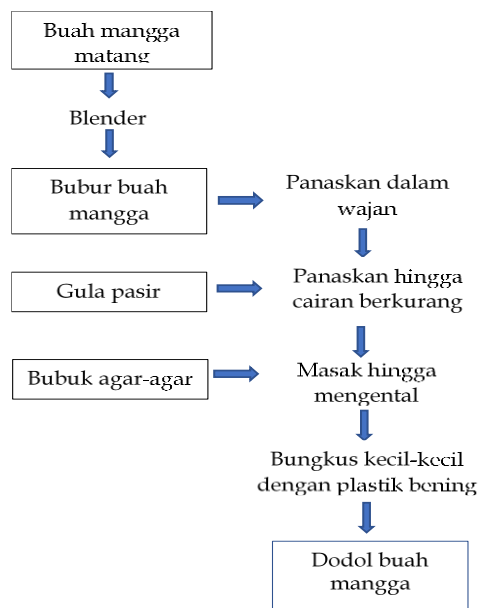 Buah mangga
matang
Blender
Bubur buah
mangga
Panaskan dalam
wajan
Gula pasir
Panaskan hingga
cairan berkurang
Bubuk agar-agar
Masak hingga
mengental
Bungkus kecil-kecil
dengan plastik bening
Dodol buah
mangga